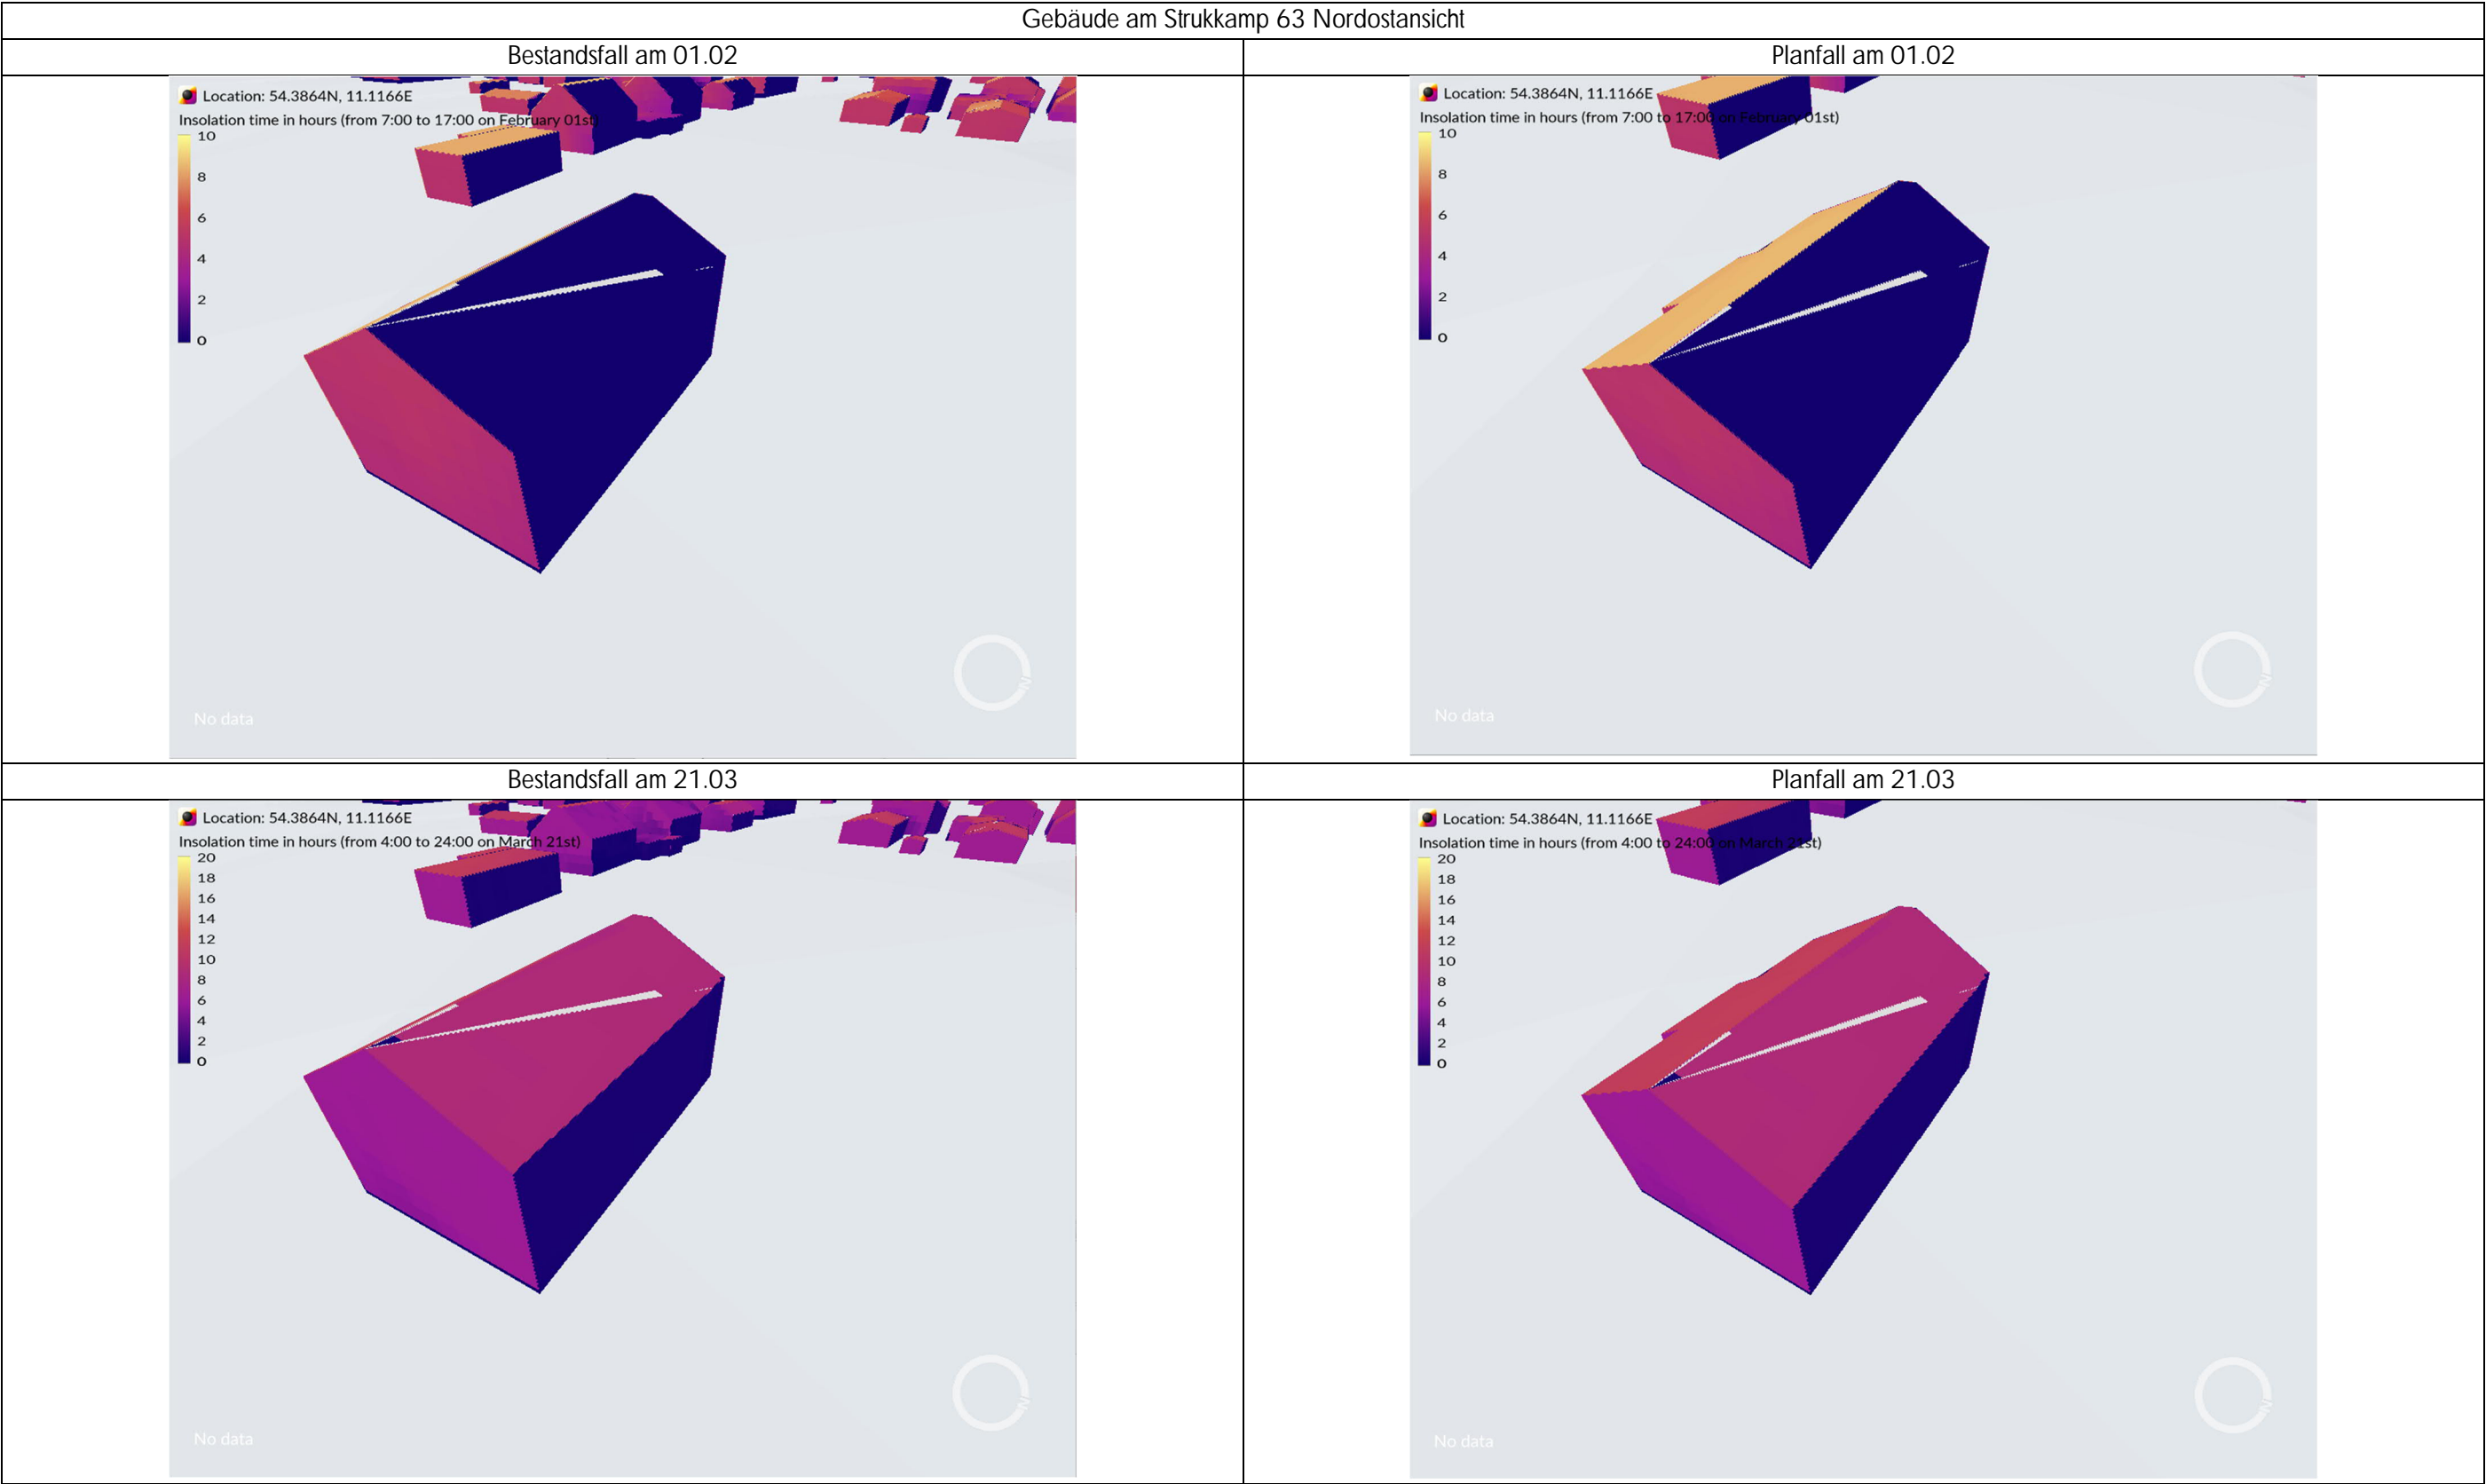 Gebäude am Strukkamp 63 Nordostansicht
Bestandsfall am 01.02
Planfall am 01.02
Location: 54.3864N, 11.1166E
Insolation time in hours (from 7:00 to 17:00 on February 01st)
10
8
6
4
2
0
N
No data
Location: 54.3864N, 11.1166E
Insolation time in hours (from 7:00 to 17:00 on February 01st)
10
8
6
4
2
0
N
No data
Bestandsfall am 21.03
Planfall am 21.03
Location: 54.3864N, 11.1166E
Insolation time in hours (from 4:00 to 24:00 on March 21st)
20
18
16
14
12
10
8
6
4
2
0
N
No data
Location: 54.3864N, 11.1166E
Insolation time in hours (from 4:00 to 24:00 on March 21st)
20
18
16
14
12
10
8
6
4
2
0
N
No data